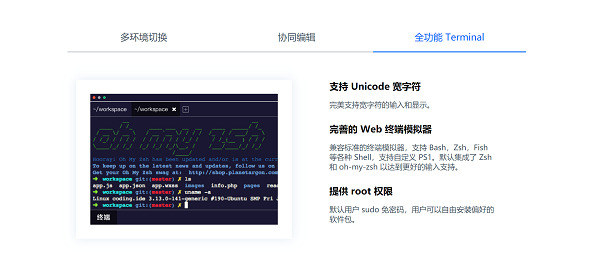 多环境切换
协同编辑
全功能 Terminal
支持 Unicode 宽字符
完美支持宽字符的输入和显示。
完善的 Web 终端模拟器
兼容标准的终端模拟器，支持 Bash，Zsh，Fish
等各种 Shell，支持自定义 PS1，默认集成了 Zsh
和 oh-my-zsh 以达到更好的输入支持。
提供 root 权限
默认用户 sudo 免密码，用户可以自由安装偏好的
软件包。
~/workspace
~/workspace ×
Hooray! Oh My Zsh has been updated and/or is at the curr
To keep up on the latest news and updates, follow us on
Get your Oh My Zsh swag at: http://shop.planetargon.com
➜ workspace git:(master) ✗ ls
app.js app.json app.wxss images info.php pages read
➜ workspace git:(master) ✗ uname -a
Linux coding.ide 3.13.0-141-generic #190-Ubuntu SMP Fri J
➜ workspace git:(master) ✗
终端